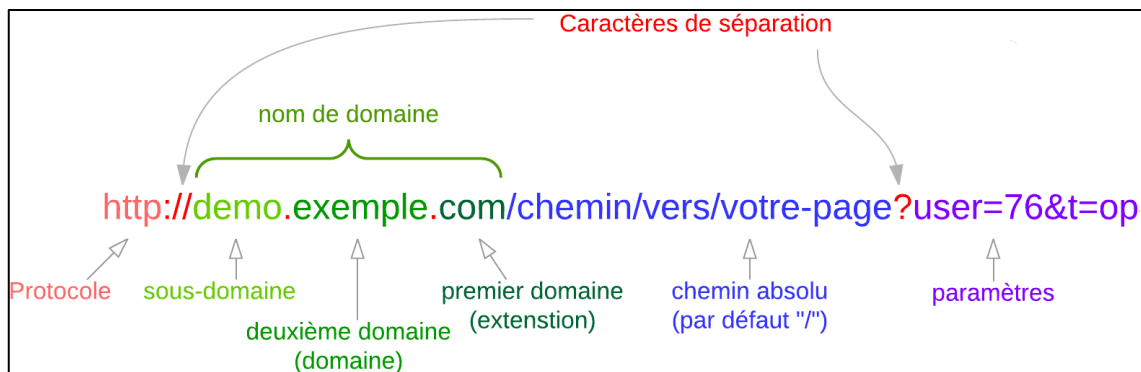 Caractères de séparation
nom de domaine
http://demo.exemple.com/chemin/vers/votre-page?user=76&t=op
Protocole
sous-domaine
deuxième domaine
(domaine)
premier domaine
(extenstion)
chemin absolu
(par défaut "/")
paramètres